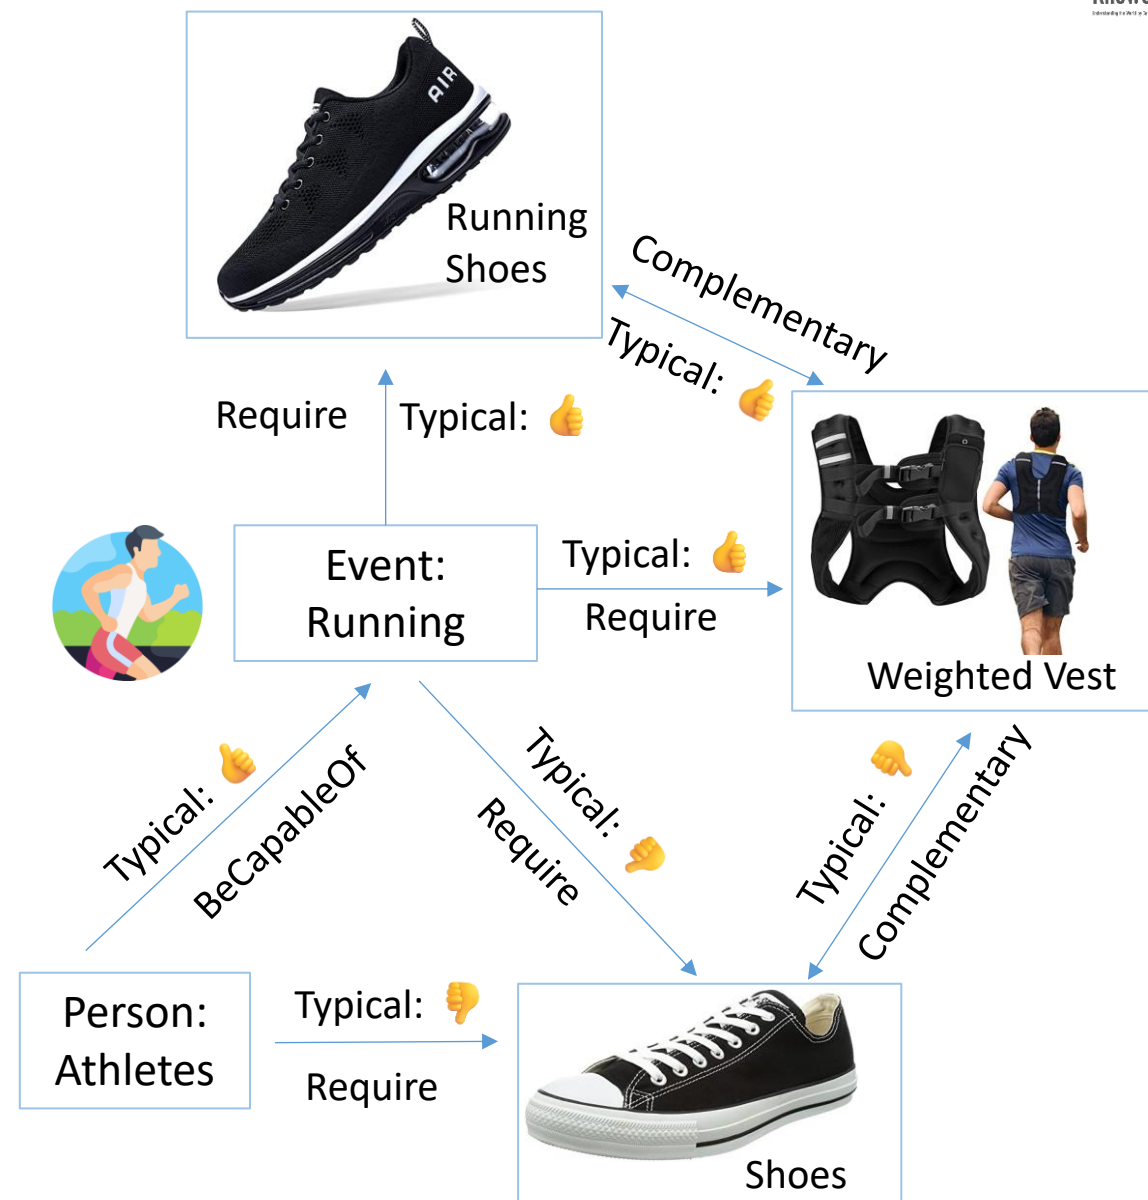 AIR
Running
Shoes
Complementary
Typical:
Require
Typical:
Event:
Running
Typical:
Require
Weighted Vest
Typical:
BeCapableOf
Typical:
Require
Typical:
Complementary
Person:
Athletes
Typical:
Require
Shoes